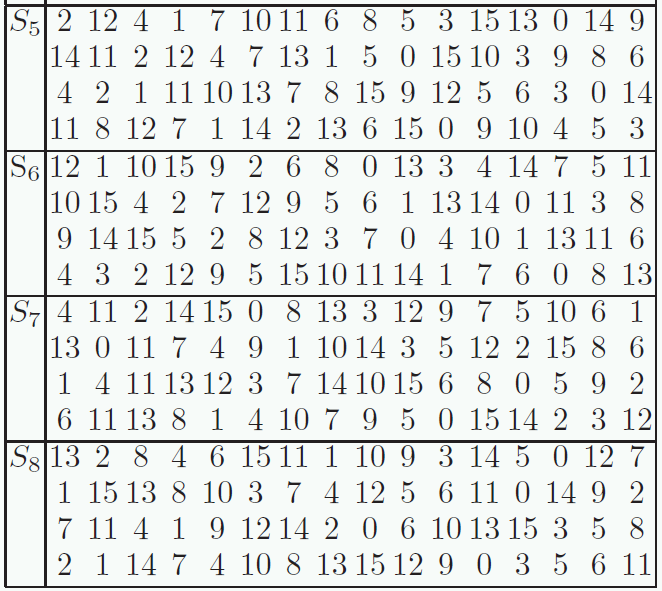 S5 2 12 4 1 7 10 11 6 8 5 3 15 13 0 14 9
14 11 2 12 4 7 13 1 5 0 15 10 3 9 8 6
4 2 1 11 10 13 7 8 15 9 12 5 6 3 0 14
11 8 12 7 1 14 2 13 6 15 0 9 10 4 5 3
S6 12 1 10 15 9 2 6 8 0 13 3 4 14 7 5 11
10 15 4 2 7 12 9 5 6 1 13 14 0 11 3 8
9 14 15 5 2 8 12 3 7 0 4 10 1 13 11 6
4 3 2 12 9 5 15 10 11 14 1 7 6 0 8 13
S7 4 11 2 14 15 0 8 13 3 12 9 7 5 10 6 1
13 0 11 7 4 9 1 10 14 3 5 12 2 15 8 6
1 4 11 13 12 3 7 14 10 15 6 8 0 5 9 2
6 11 13 8 1 4 10 7 9 5 0 15 14 2 3 12
S8 13 2 8 4 6 15 11 1 10 9 3 14 5 0 12 7
1 15 13 8 10 3 7 4 12 5 6 11 0 14 9 2
7 11 4 1 9 12 14 2 0 6 10 13 15 3 5 8
2 1 14 7 4 10 8 13 15 12 9 0 3 5 6 11